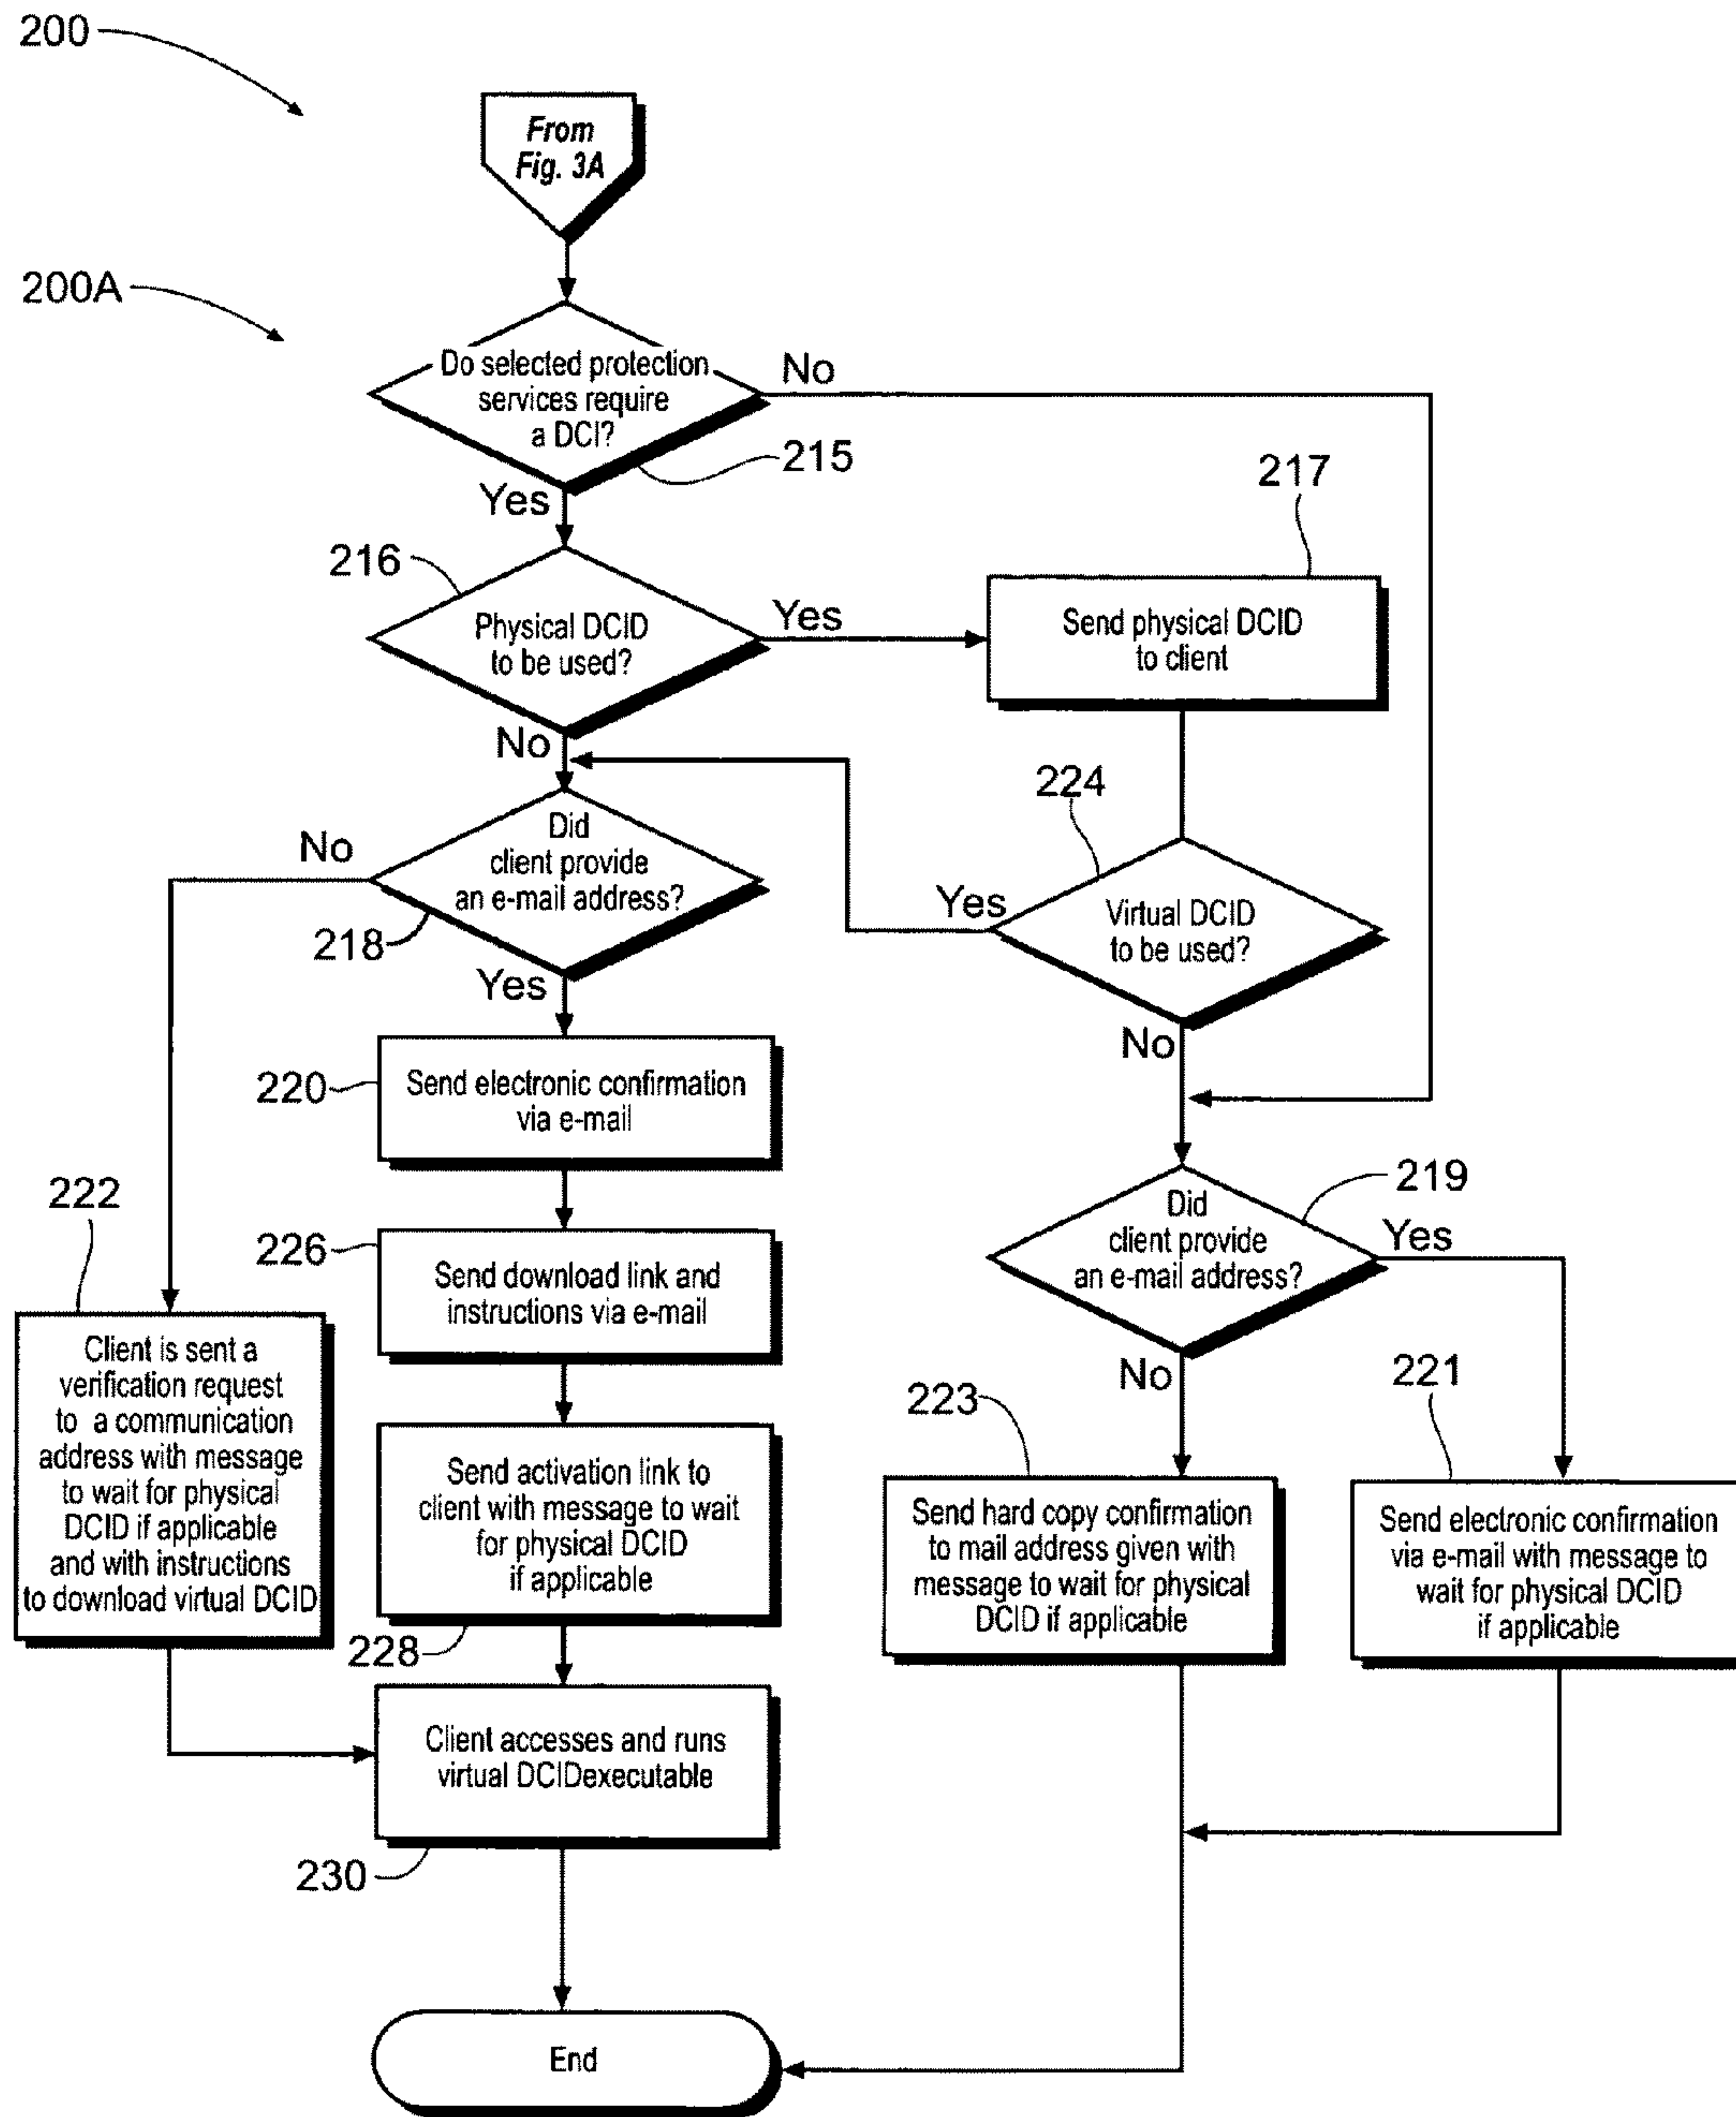 200
From
Fig. 3A
200A
Do selected protection
services require
a DCI?
No
215
Yes
217
216
Physical DCID
to be used?
Yes
Send physical DCID
to client
No
224
Did
client provide
an e-mail address?
No
218
Yes
Yes
Virtual DCID
to be used?
No
220
Send electronic confirmation
via e-mail
219
222
226
Send download link and
instructions via e-mail
Did
client provide
an e-mail address?
Yes
No
Client is sent a
verification request
to a communication
address with message
to wait for physical
DCID if applicable
and with instructions
to download virtual DCID
Send activation link to
client with message to wait
for physical DCID
if applicable
228
223
221
Send hard copy confirmation
to mail address given with
message to wait for physical
DCID if applicable
Send electronic confirmation
via e-mail with message to
wait for physical DCID
if applicable
Client accesses and runs
virtual DCIDexecutable
230
End